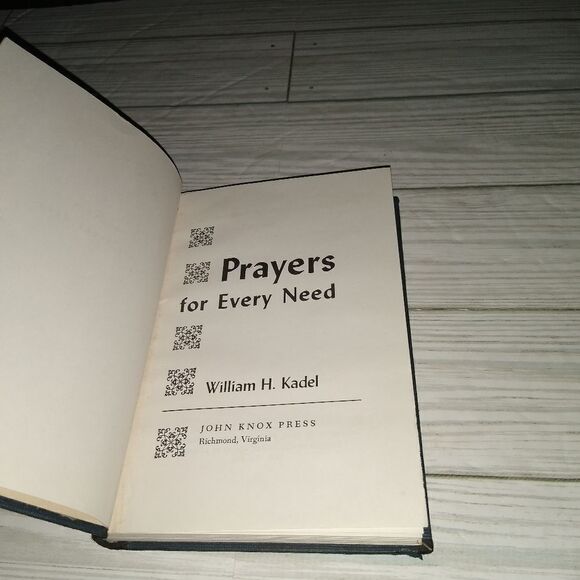 Prayers
for Every Need
William H. Kadel
JOHN KNOX PRESS
Richmond, Virginia